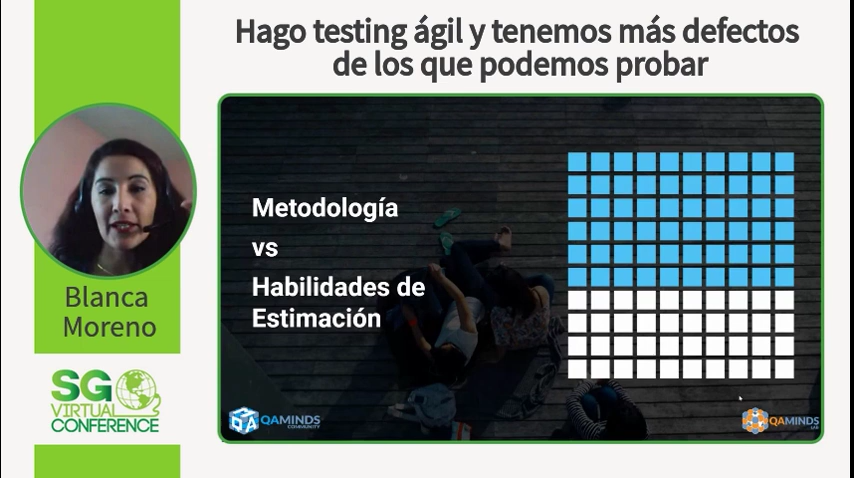 Hago testing ágil y tenemos más defectos
de los que podemos probar
Metodología
vs
Habilidades de
Estimación
Blanca
Moreno
SG
VIRTUAL
CONFERENCE
QAMINDS
COMMUNITY
QAMINDS
LAB